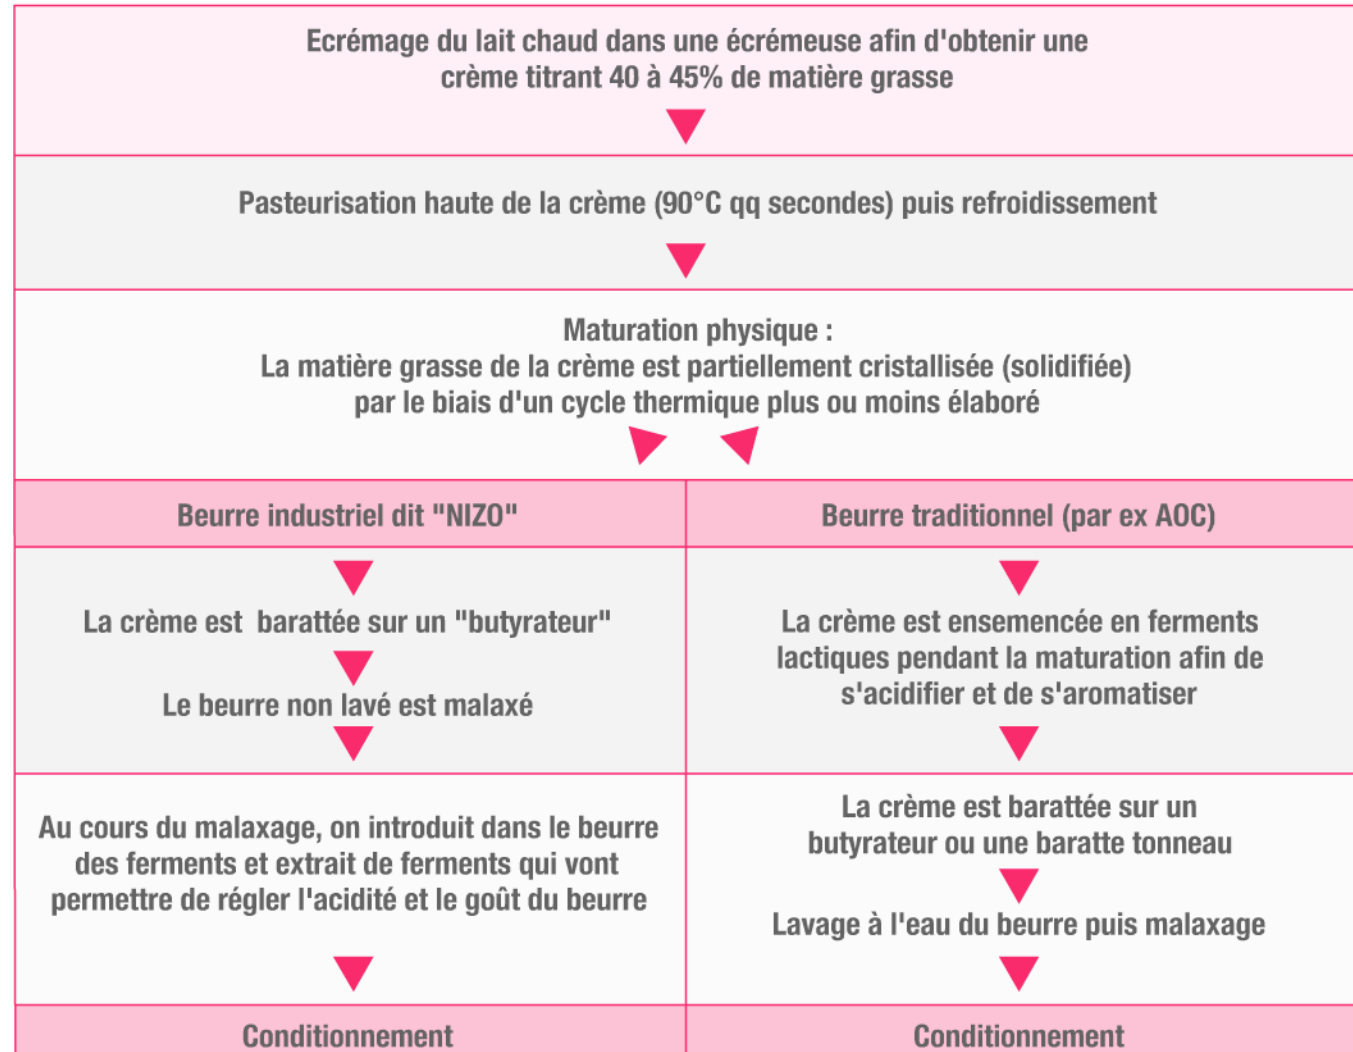 Ecrémage du lait chaud dans une écrémeuse afin d'obtenir une
crème titrant 40 à 45% de matière grasse
Pasteurisation haute de la crème (90°C qq secondes) puis refroidissement
Maturation physique :
La matière grasse de la crème est partiellement cristallisée (solidifiée)
par le biais d'un cycle thermique plus ou moins élaboré
Beurre industriel dit "NIZO"
La crème est barattée sur un "butyrateur"
Le beurre non lavé est malaxé
Au cours du malaxage, on introduit dans le beurre
des ferments et extrait de ferments qui vont
permettre de régler l'acidité et le goût du beurre
Conditionnement
Beurre traditionnel (par ex AOC)
La crème est ensemencée en ferments
lactiques pendant la maturation afin de
s'acidifier et de s'aromatiser
La crème est barattée sur un
butyrateur ou une baratte tonneau
Lavage à l'eau du beurre puis malaxage
Conditionnement